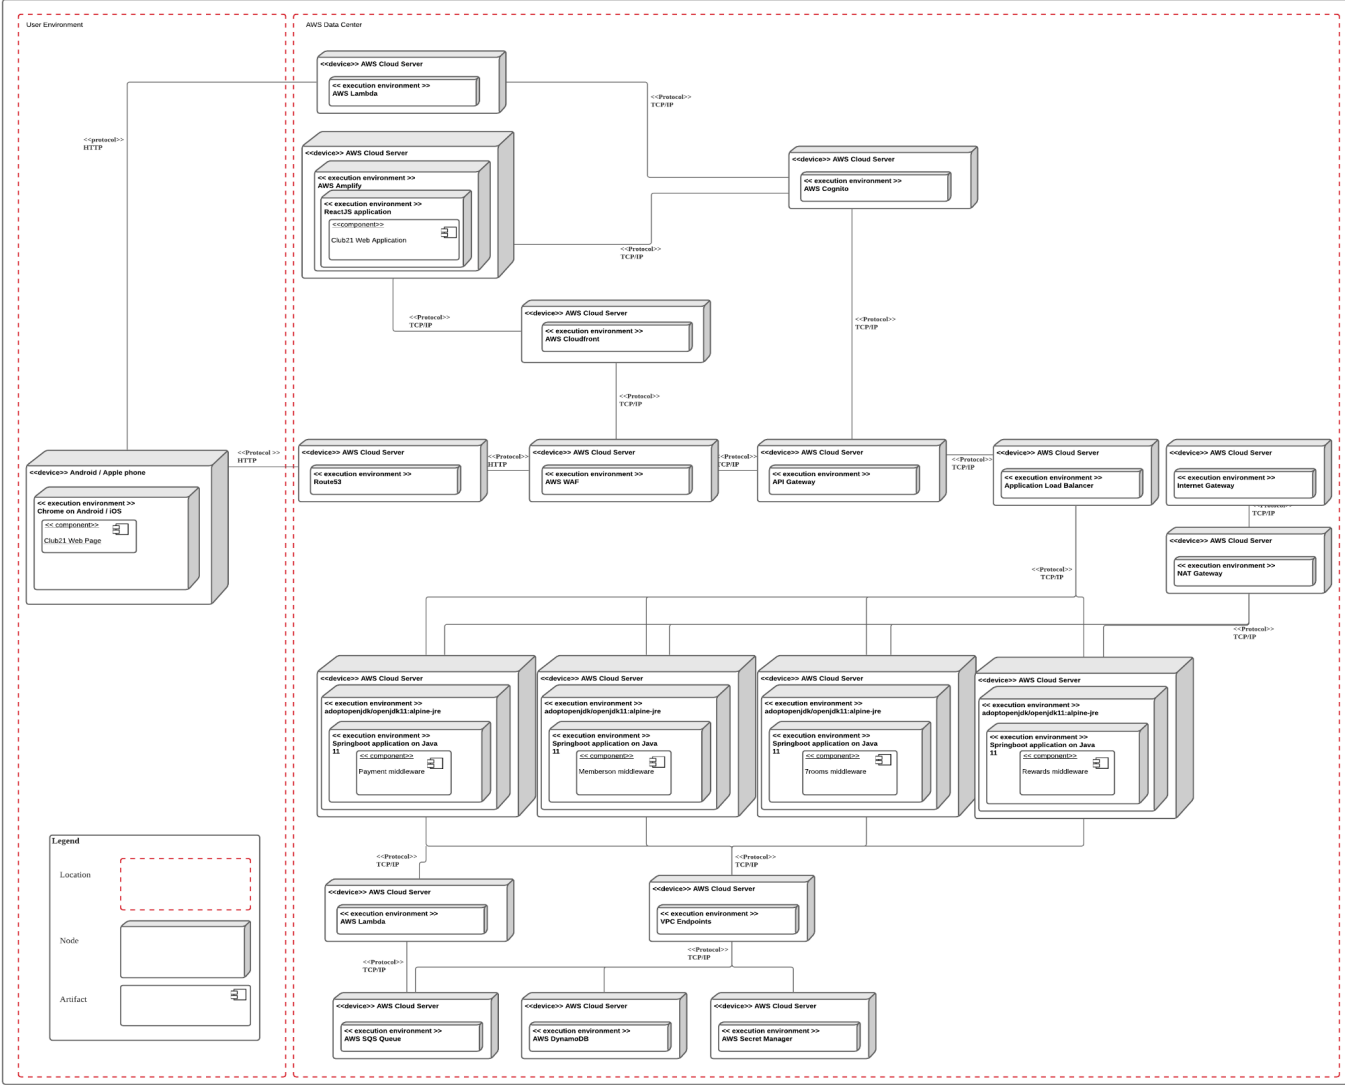 User Environment
AWS Data Center
<<device>> AWS Cloud Server
<< execution environment >>
AWS Lambda
<<Protocol>>
TCP/IP
<<protocol>>
HTTP
<<device>> AWS Cloud Server
<< execution environment >>
AWS Amplify
<< execution environment >>
ReactJS application
<<component>>
Club21 Web Application
<<device>> AWS Cloud Server
<< execution environment >>
AWS Cognito
<<Protocol>>
TCP/IP
<<Protocol>>
TCP/IP
<<device>> AWS Cloud Server
<< execution environment >>
AWS Cloudfront
<<Protocol>>
TCP/IP
<<Protocol>>
TCP/IP
<<device>> Android / Apple phone
<< execution environment >>
Chrome on Android / iOS
<< component>>
Club21 Web Page
<<Protocol >>
HTTP
<<device>> AWS Cloud Server
<< execution environment >>
Route53
<<Protocol>>
HTTP
<<device>> AWS Cloud Server
<< execution environment >>
AWS WAF
<<Protocol>>
TCP/IP
<<device>> AWS Cloud Server
<< execution environment >>
API Gateway
<<Protocol>>
TCP/IP
<<device>> AWS Cloud Server
<< execution environment >>
Application Load Balancer
<<device>> AWS Cloud Server
<< execution environment >>
Internet Gateway
<<Protocol>>
TCP/IP
<<device>> AWS Cloud Server
<< execution environment >>
NAT Gateway
<<Protocol>>
TCP/IP
<<Protocol>>
TCP/IP
<<device>> AWS Cloud Server
<< execution environment >>
adoptopenjdk/openjdk11:alpine-jre
<< execution environment >>
Springboot application on Java
11
<< component>>
Payment middleware
<<device>> AWS Cloud Server
<< execution environment >>
adoptopenjdk/openjdk11:alpine-jre
<< execution environment >>
Springboot application on Java
11
<< component>>
Memberson middleware
<<device>> AWS Cloud Server
<< execution environment >>
adoptopenjdk/openjdk11:alpine-jre
<< execution environment >>
Springboot application on Java
11
<< component>>
7rooms middleware
<<device>> AWS Cloud Server
<< execution environment >>
adoptopenjdk/openjdk11:alpine-jre
<< execution environment >>
Springboot application on Java
11
<< component>>
Rewards middleware
<<Protocol>>
TCP/IP
<<Protocol>>
TCP/IP
<<device>> AWS Cloud Server
<< execution environment >>
AWS Lambda
<<device>> AWS Cloud Server
<< execution environment >>
VPC Endpoints
<<Protocol>>
TCP/IP
<<Protocol>>
TCP/IP
<<device>> AWS Cloud Server
<< execution environment >>
AWS SQS Queue
<<device>> AWS Cloud Server
<< execution environment >>
AWS DynamoDB
<<device>> AWS Cloud Server
<< execution environment >>
AWS Secret Manager
Legend
Location
Node
Artifact